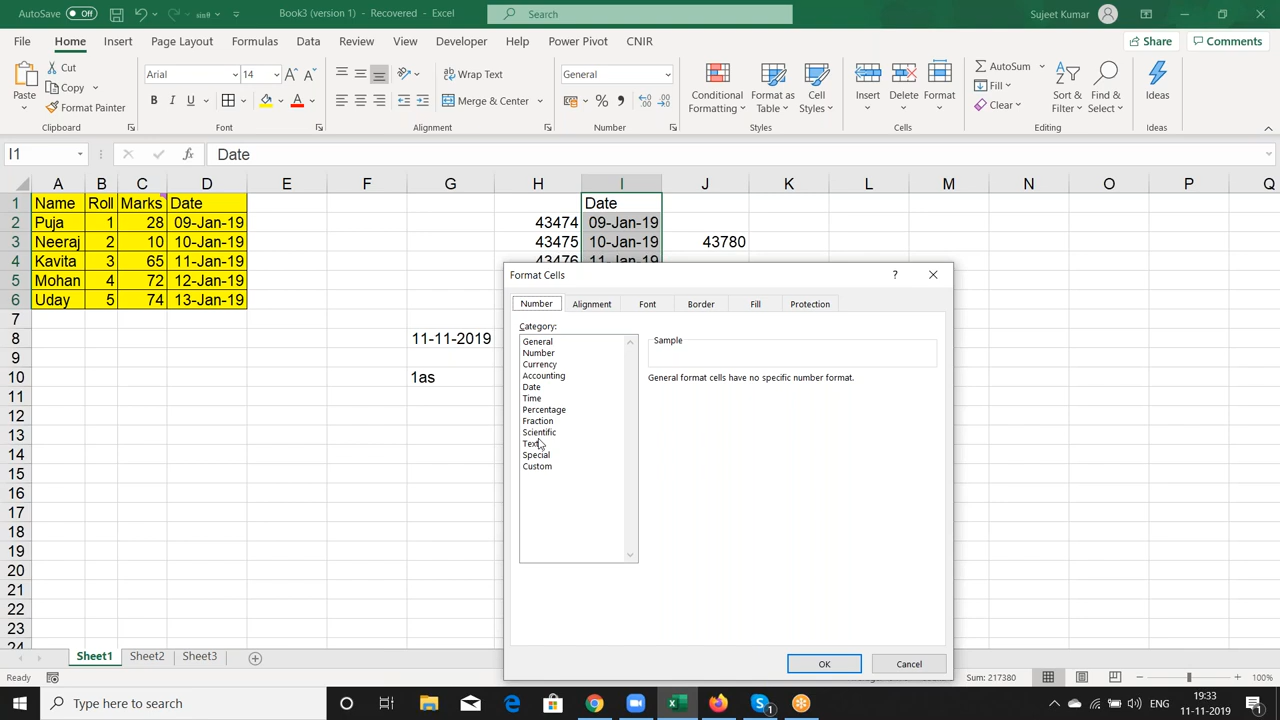 AutoSave Off sinθ Book3 (version 1) - Recovered Search Sujeet Kumar
File Home Insert Page Layout Formulas Data Review View Developer Help Power Pivot CNIR Share Comments
Paste Cut Copy Format Painter Clipboard
Arial 14 A A B I U A Font
Wrap Text Merge & Center Alignment
General % , Number
Conditional Formatting Format as Table Cell Styles Styles
Insert Delete Format Cells
AutoSum Fill Clear Sort & Filter Find & Select Editing
Ideas Ideas
I1 fx Date
A B C D E F G H I J K L M N O P Q
1 Name Roll Marks Date Date
2 Puja 1 28 09-Jan-19 43474 09-Jan-19
3 Neeraj 2 10 10-Jan-19 43475 10-Jan-19 43780
4 Kavita 3 65 11-Jan-19 43476 11-Jan-19
5 Mohan 4 72 12-Jan-19
6 Uday 5 74 13-Jan-19
7
8 11-11-2019
9
10 1as
11
12
13
14
15
16
17
18
19
20
21
22
23
24
Format Cells ?
Number Alignment Font Border Fill Protection
Category:
General
Number
Currency
Accounting
Date
Time
Percentage
Fraction
Scientific
Text
Special
Custom
Sample
General format cells have no specific number format.
OK Cancel
Sheet1 Sheet2 Sheet3
Ready Sum: 217380 100%
Type here to search 1 ENG 19:33
11-11-2019